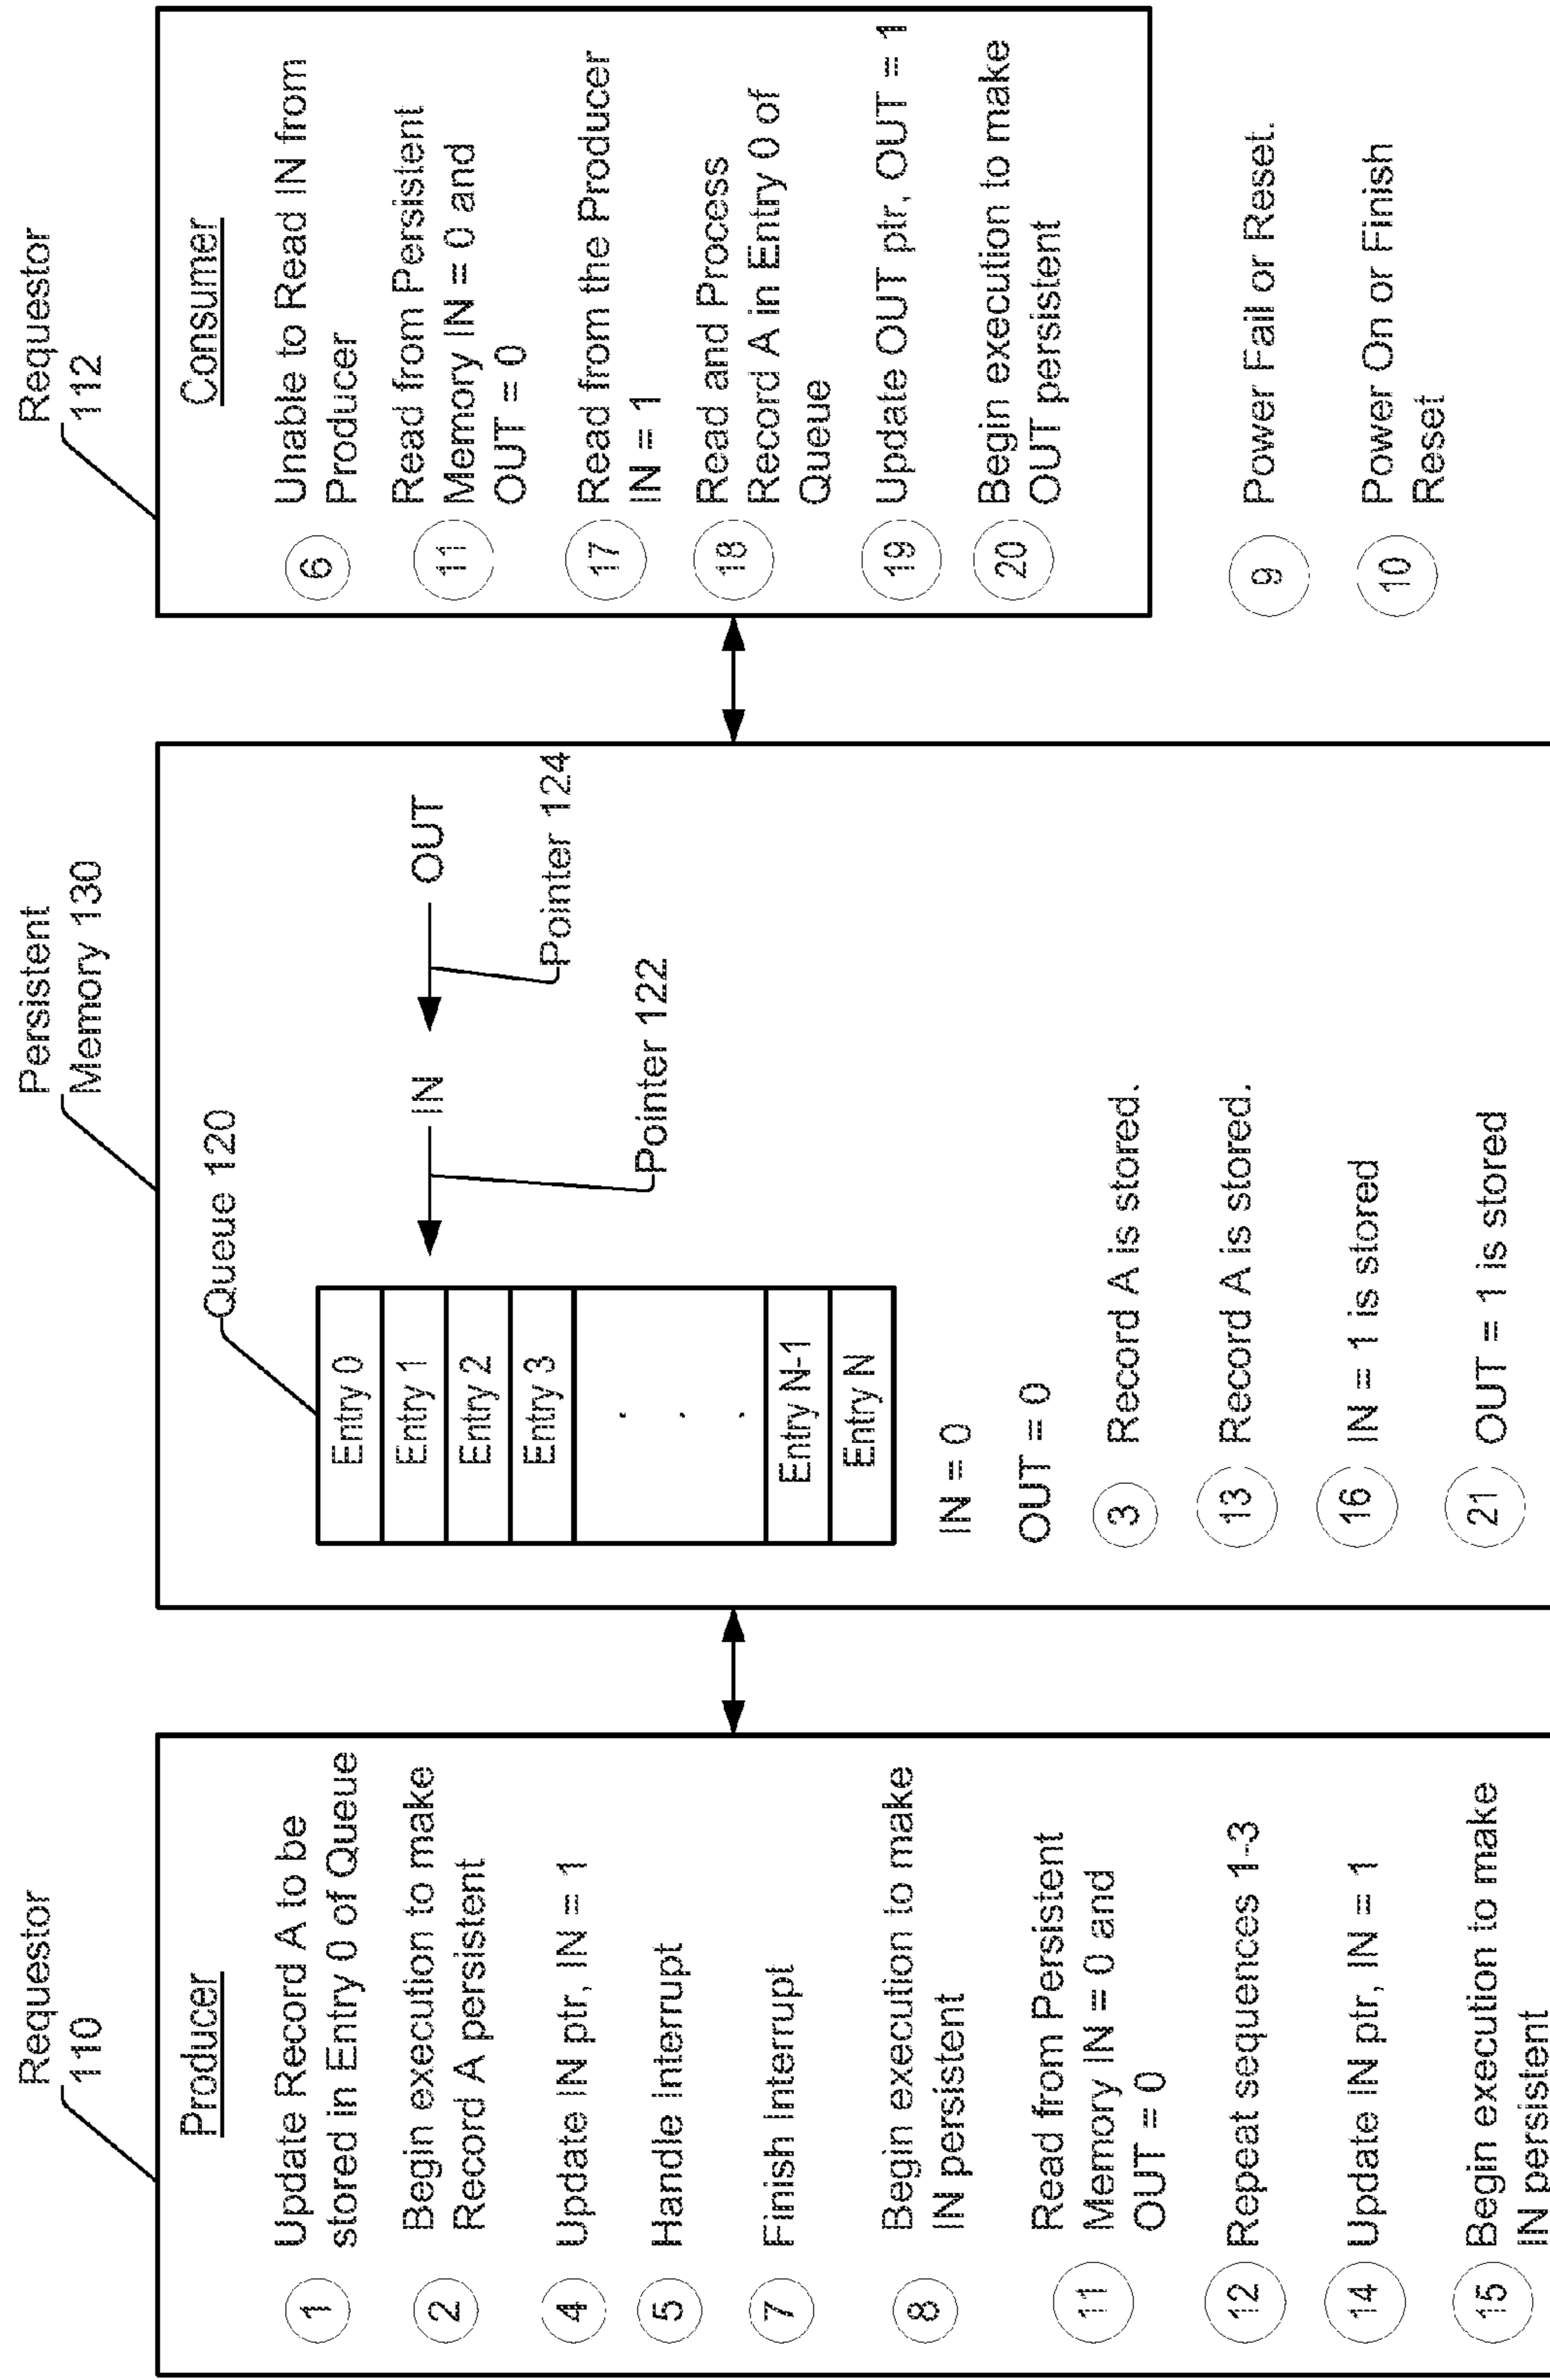 Requestor
110
Producer
1
Update Record A to be
stored in Entry 0 of Queue
2
Begin execution to make
Record A persistent
4
Update IN ptr, IN = 1
5
Handle Interrupt
7
Finish Interrupt
8
Begin execution to make
IN persistent
11
Read from Persistent
Memory IN = 0 and
OUT = 0
12
Repeat sequences 1-3
14
Update IN ptr, IN = 1
15
Begin execution to make
IN persistent
Persistent
Memory 130
Queue 120
Entry 0
Entry 1
Entry 2
Entry 3
.
.
.
Entry N-1
Entry N
IN
OUT
Pointer 124
Pointer 122
IN = 0
OUT = 0
3
Record A is stored.
13
Record A is stored.
16
IN = 1 is stored
21
OUT = 1 is stored
Requestor
112
Consumer
6
Unable to Read IN from
Producer
11
Read from Persistent
Memory IN = 0 and
OUT = 0
17
Read from the Producer
IN = 1
18
Read and Process
Record A in Entry 0 of
Queue
19
Update OUT ptr, OUT = 1
20
Begin execution to make
OUT persistent
9
Power Fail or Reset.
10
Power On or Finish
Reset